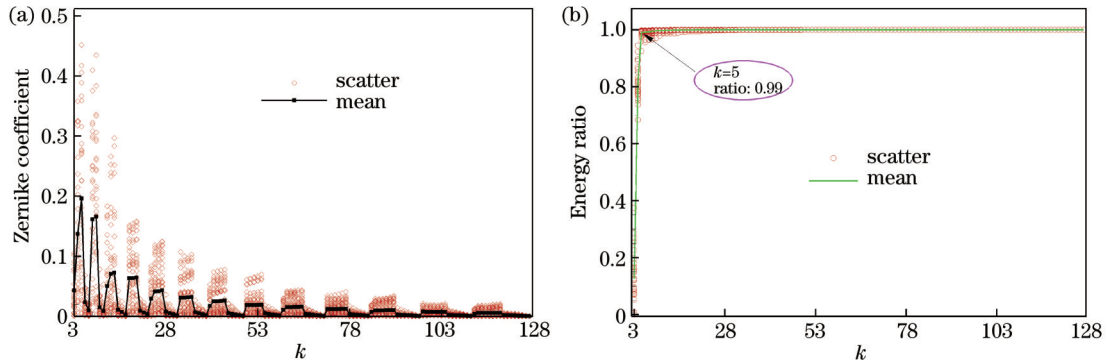 (a)
0.5
0.4
0.3
0.2
0.1
0
Zernike coefficient
scatter
mean
3
28
53
78
103
128
k
(b)
1.0
0.8
0.6
0.4
0.2
0
Energy ratio
k=5
ratio: 0.99
scatter
mean
3
28
53
78
103
128
k